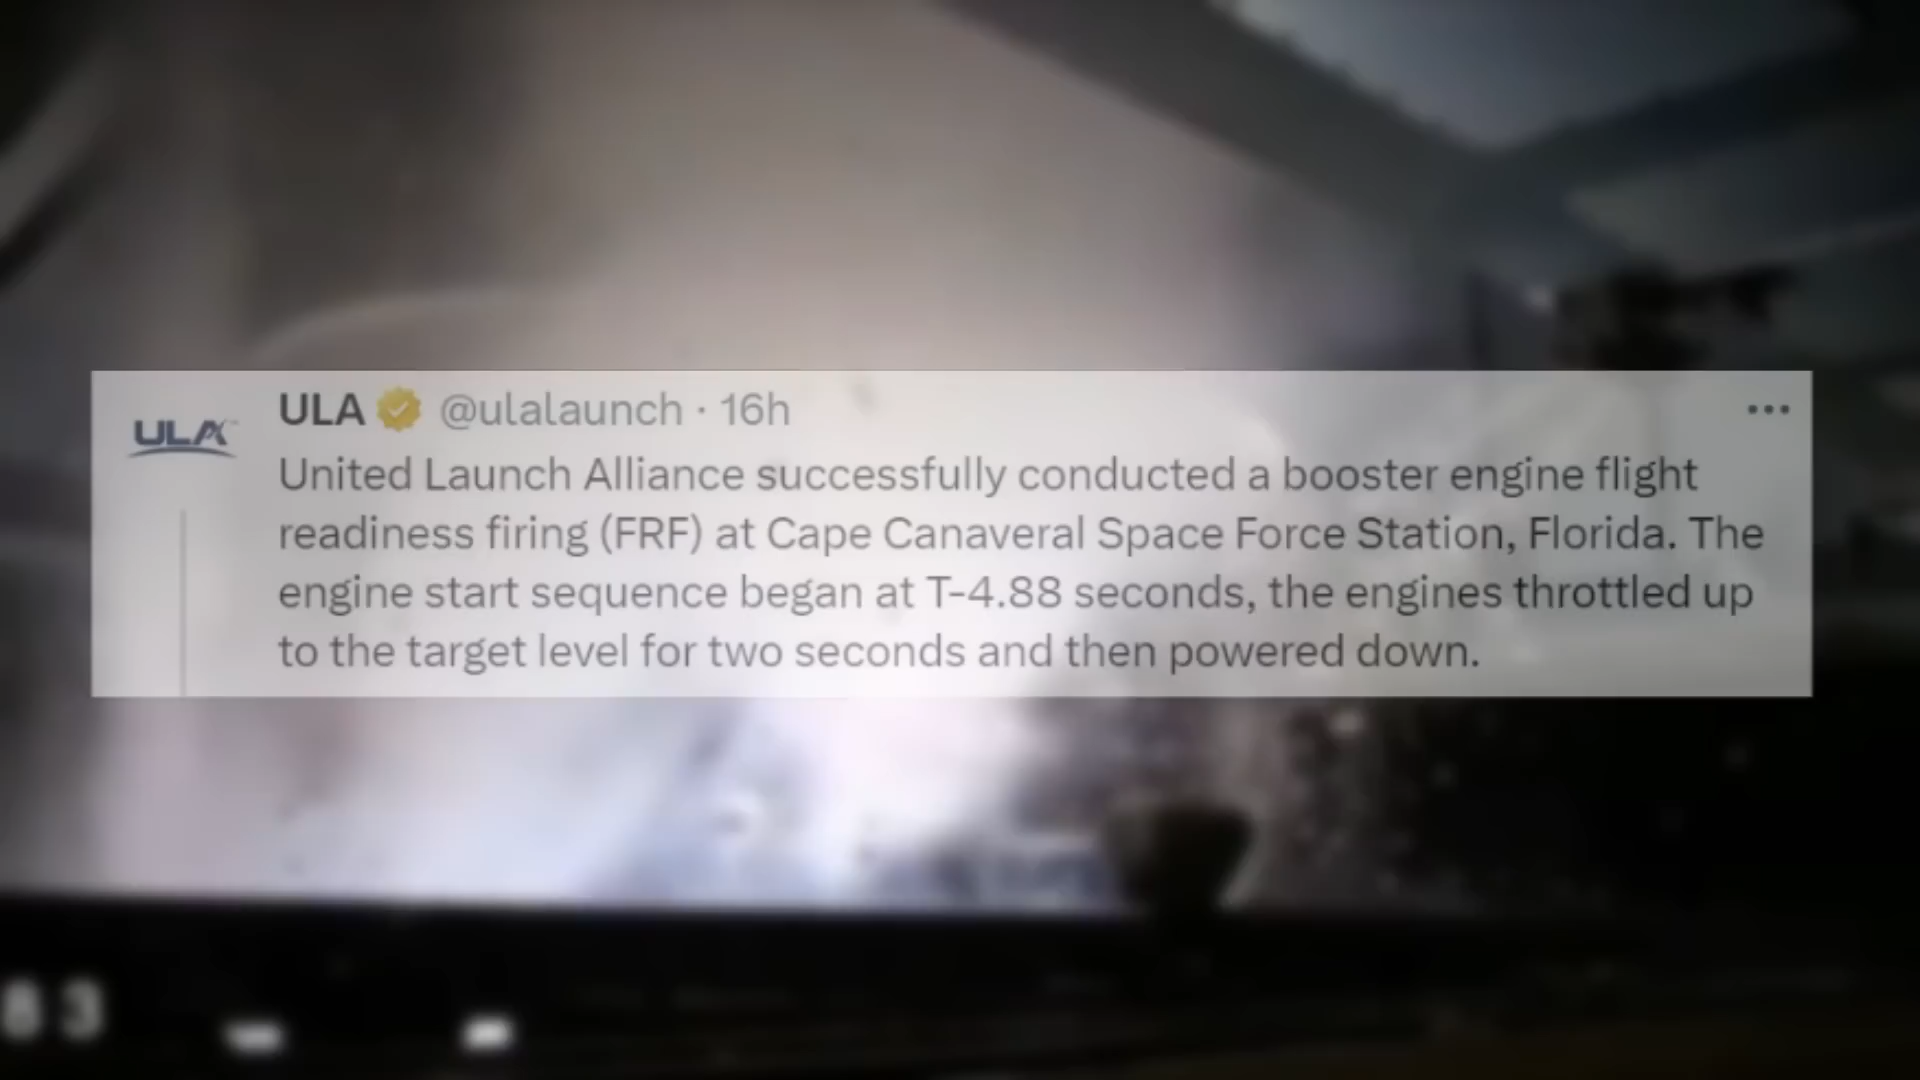 ULA @ulalaunch · 16h
ULA
United Launch Alliance successfully conducted a booster engine flight
readiness firing (FRF) at Cape Canaveral Space Force Station, Florida. The
engine start sequence began at T-4.88 seconds, the engines throttled up
to the target level for two seconds and then powered down.
83